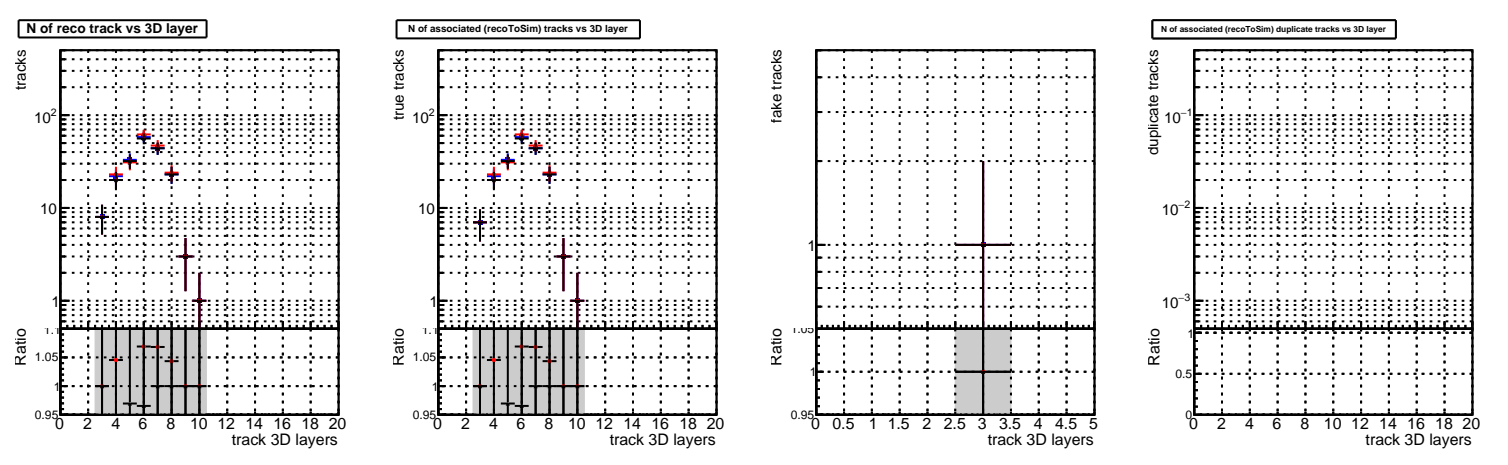 N of reco track vs 3D layer
tracks
10²
10
1
Ratio
1.1
1.05
1
0.95
0 2 4 6 8 10 12 14 16 18 20
track 3D layers
N of associated (recoToSim) tracks vs 3D layer
true tracks
10²
10
1
Ratio
1.1
1.05
1
0.95
0 2 4 6 8 10 12 14 16 18 20
track 3D layers
fake tracks
1
Ratio
1.05
1
0.95
0 0.5 1 1.5 2 2.5 3 3.5 4 4.5 5
track 3D layers
N of associated (recoToSim) duplicate tracks vs 3D layer
duplicate tracks
10⁻¹
10⁻²
10⁻³
Ratio
1
0.5
0
0 2 4 6 8 10 12 14 16 18 20
track 3D layers